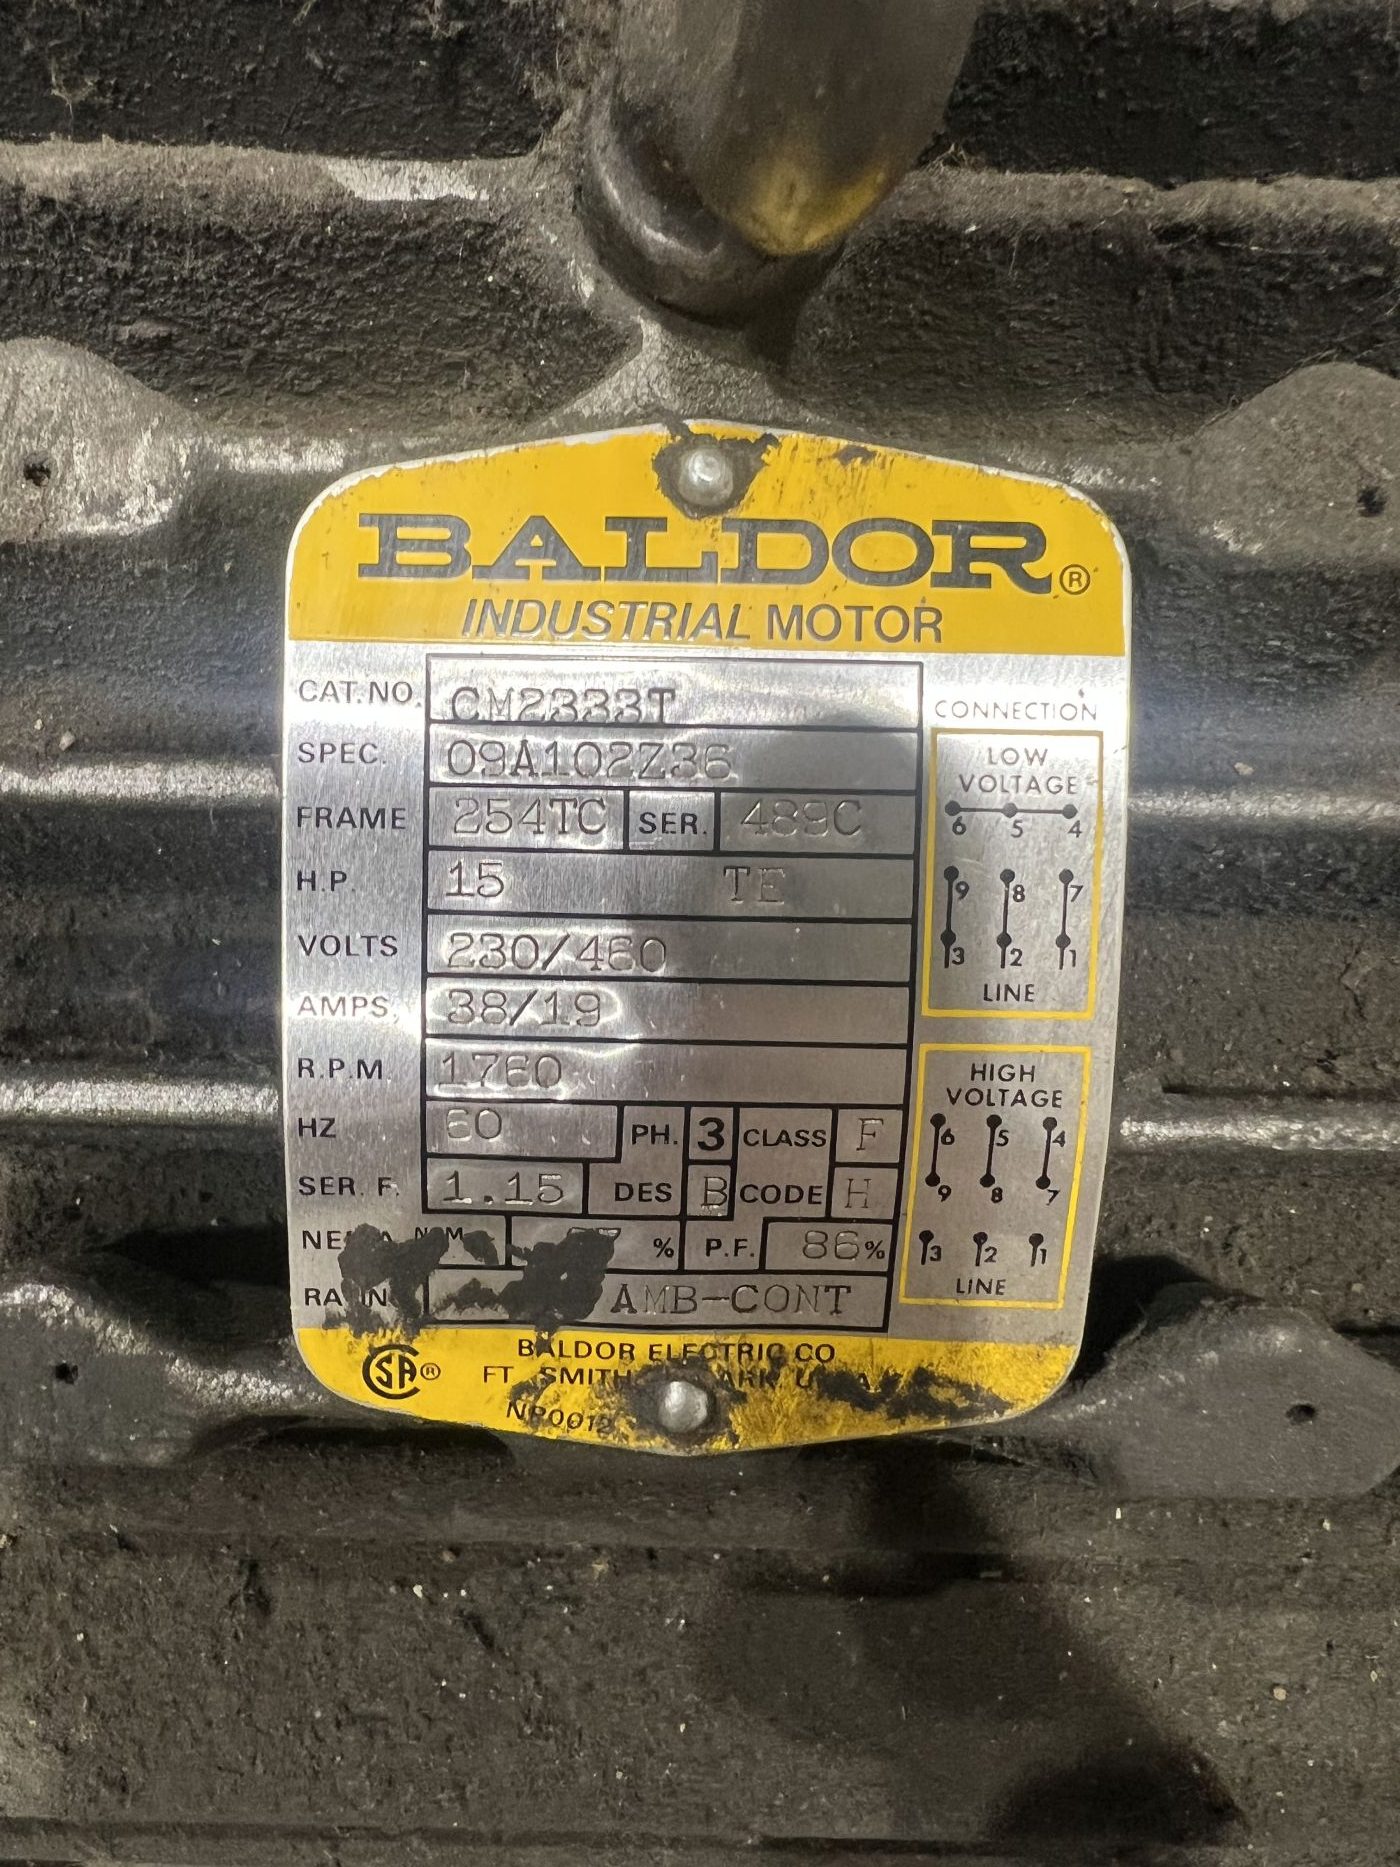 BALDOR®
INDUSTRIAL MOTOR
CAT.NO. CM2333T
SPEC. 09A102Z36
FRAME 254TC SER. 489C
H.P. 15 TE
VOLTS 230/460
AMPS. 38/19
R.P.M. 1760
HZ 60 PH. 3 CLASS F
SER. F. 1.15 DES B CODE H
% P.F. 86%
AMB-CONT
CONNECTION
LOW
VOLTAGE
6 5 4
9 8 7
3 2 1
LINE
HIGH
VOLTAGE
6 5 4
9 8 7
3 2 1
LINE
BALDOR ELECTRIC CO
FT. SMITH
SA®
NP0012